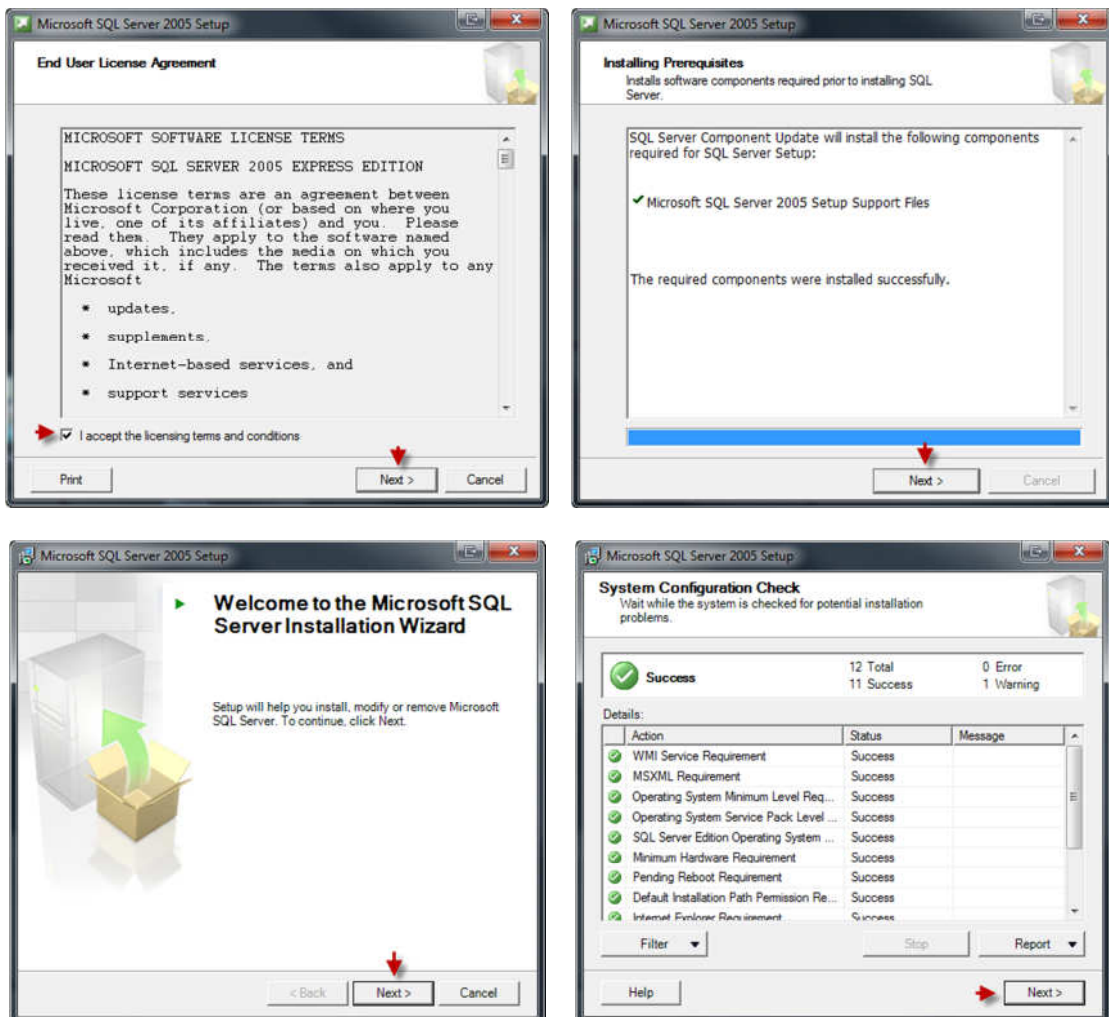 Microsoft SQL Server 2005 Setup
End User License Agreement
MICROSOFT SOFTWARE LICENSE TERMS
MICROSOFT SQL SERVER 2005 EXPRESS EDITION
These license terms are an agreement between
Microsoft Corporation (or based on where you
live, one of its affiliates) and you. Please
read them. They apply to the software named
above, which includes the media on which you
received it, if any. The terms also apply to any
Microsoft
* updates,
* supplements,
* Internet-based services, and
* support services
I accept the licensing terms and conditions
Print
Next >
Cancel
Microsoft SQL Server 2005 Setup
Installing Prerequisites
Installs software components required prior to installing SQL
Server.
SQL Server Component Update will install the following components
required for SQL Server Setup:
Microsoft SQL Server 2005 Setup Support Files
The required components were installed successfully.
Next >
Cancel
Microsoft SQL Server 2005 Setup
Welcome to the Microsoft SQL
Server Installation Wizard
Setup will help you install, modify or remove Microsoft
SQL Server. To continue, click Next.
< Back
Next >
Cancel
Microsoft SQL Server 2005 Setup
System Configuration Check
Wait while the system is checked for potential installation
problems.
Success
12 Total
0 Error
11 Success
1 Warning
Details:
Action Status Message
WMI Service Requirement Success
MSXML Requirement Success
Operating System Minimum Level Req... Success
Operating System Service Pack Level ... Success
SQL Server Edition Operating System ... Success
Minimum Hardware Requirement Success
Pending Reboot Requirement Success
Default Installation Path Permission Re... Success
Internet Explorer Requirement Success
Filter
Stop
Report
Help
Next >